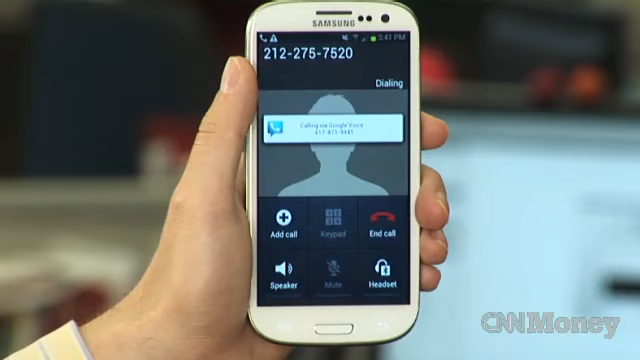 SAMSUNG
3:41 PM
212-275-7520
Dialing
Calling via Google Voice
Add call
Keypad
End call
Speaker
Mute
Headset
CNNMoney